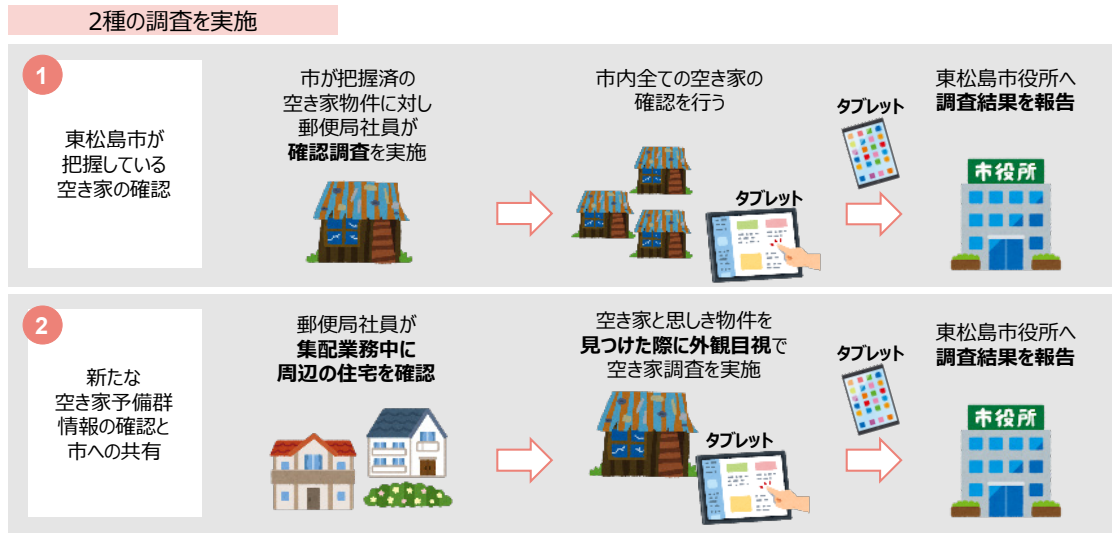 2種の調査を実施
1
東松島市が
把握している
空き家の確認
市が把握済の
空き家物件に対し
郵便局社員が
確認調査を実施
市内全ての空き家の
確認を行う
タブレット
タブレット
東松島市役所へ
調査結果を報告
市役所
2
新たな
空き家予備群
情報の確認と
市への共有
郵便局社員が
集配業務中に
周辺の住宅を確認
空き家と思しき物件を
見つけた際に外観目視で
空き家調査を実施
タブレット
タブレット
東松島市役所へ
調査結果を報告
市役所